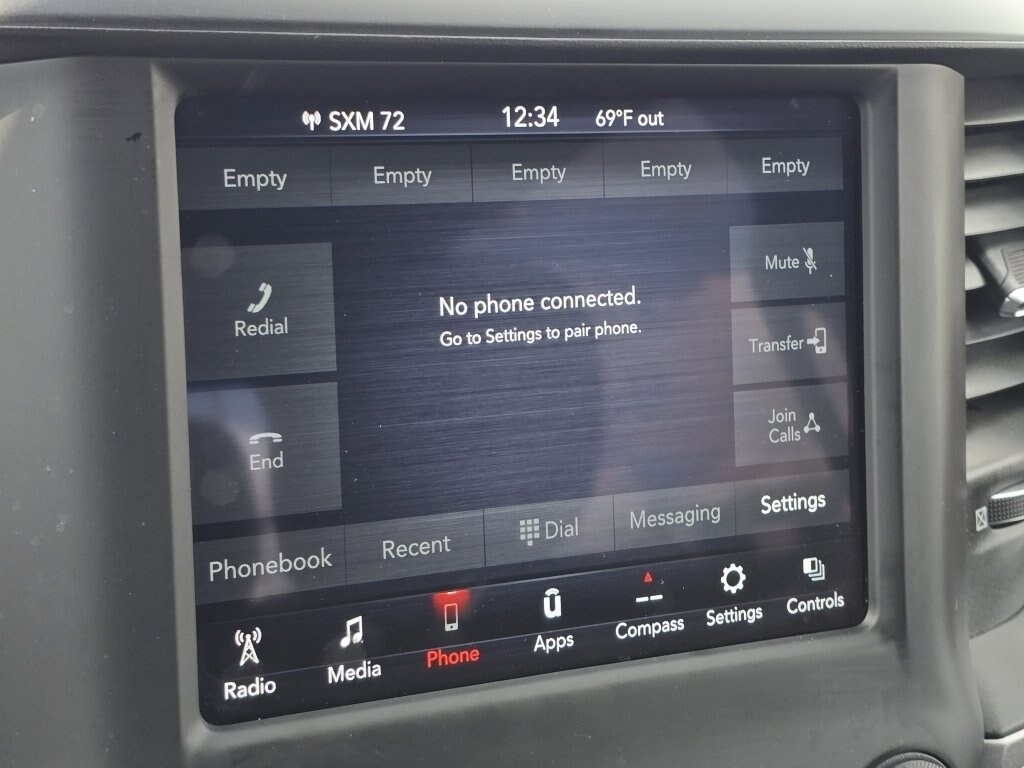 SXM 72 12:34 69°F out
Empty Empty Empty Empty Empty
Redial
No phone connected.
Go to Settings to pair phone.
Mute
Transfer
End
Join
Calls
Phonebook Recent Dial Messaging Settings
Radio Media Phone Apps Compass Settings Controls